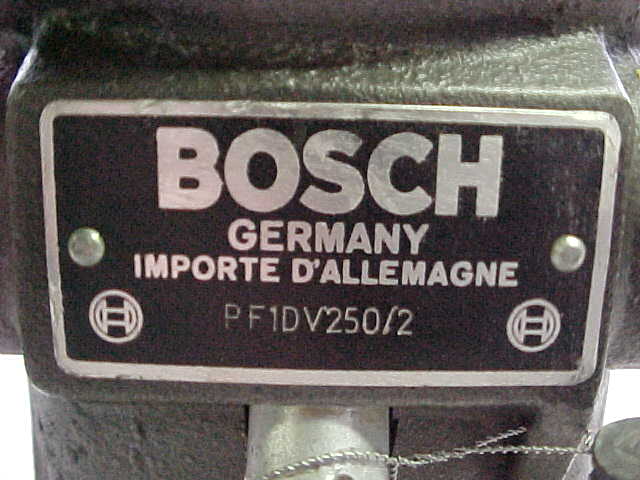 BOSCH
GERMANY
IMPORTE D'ALLEMAGNE
PF1DV250/2